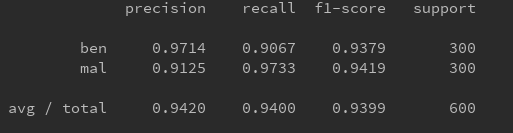 precision recall f1-score support
ben 0.9714 0.9067 0.9379 300
mal 0.9125 0.9733 0.9419 300
avg / total 0.9420 0.9400 0.9399 600